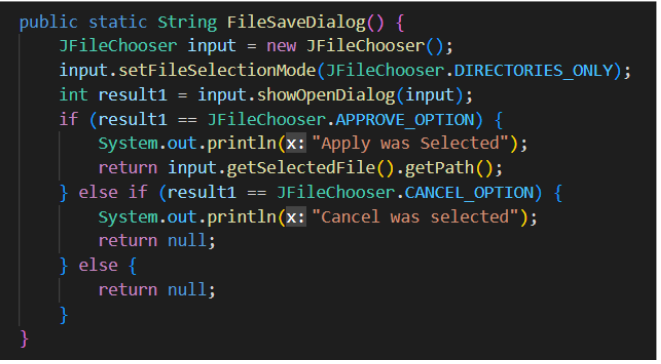 public static String FileSaveDialog() {
    JFileChooser input = new JFileChooser();
    input.setFileSelectionMode(JFileChooser.DIRECTORIES_ONLY);
    int result1 = input.showOpenDialog(input);
    if (result1 == JFileChooser.APPROVE_OPTION) {
        System.out.println(x: "Apply was Selected");
        return input.getSelectedFile().getPath();
    } else if (result1 == JFileChooser.CANCEL_OPTION) {
        System.out.println(x: "Cancel was selected");
        return null;
    } else {
        return null;
    }
}